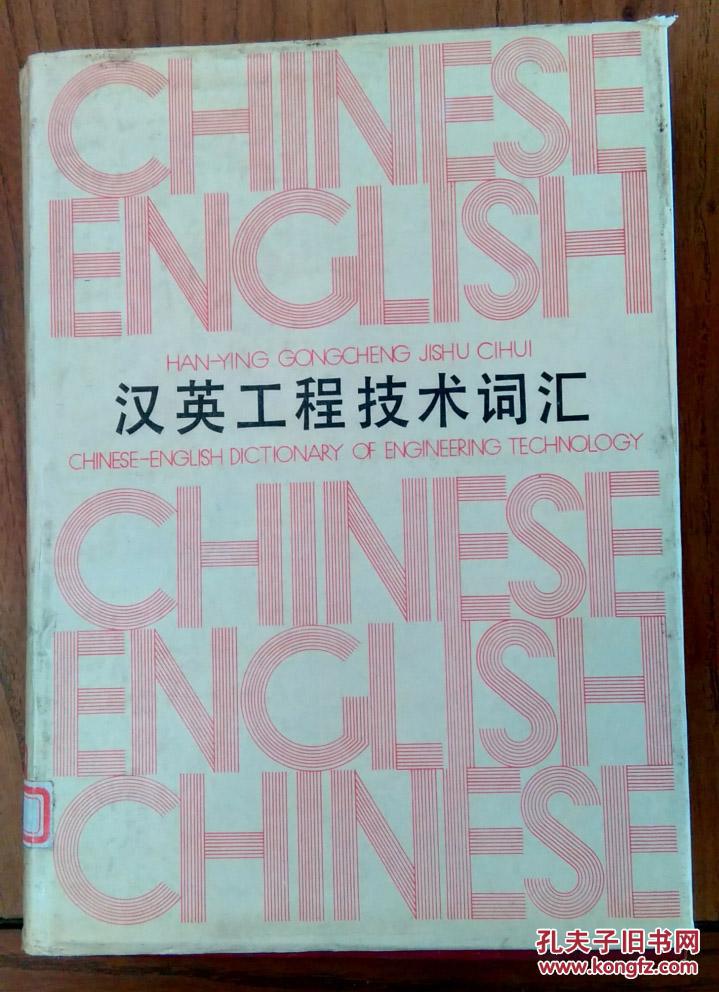 CHINESE
ENGLISH
HAN-YING GONGCHENG JISHU CIHUI
汉英工程技术词汇
CHINESE-ENGLISH DICTIONARY OF ENGINEERING TECHNOLOGY
CHINESE
ENGLISH
CHINESE
孔夫子旧书网
www.kongfz.com